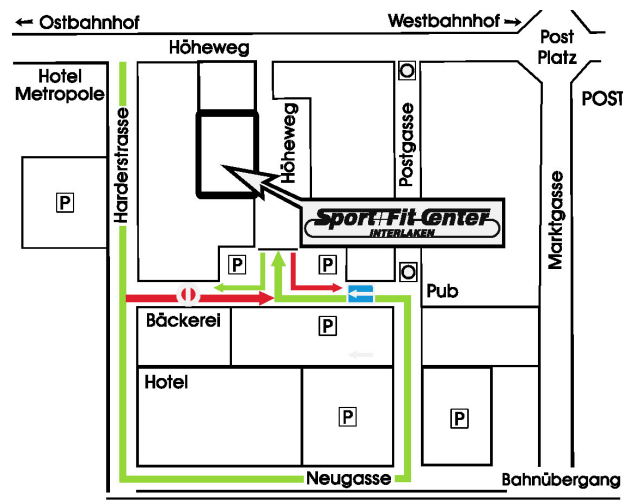 ← Ostbahnhof
Westbahnhof →
Höheweg
Post
Platz
Hotel
Metropole
POST
Harderstrasse
Höheweg
Postgasse
Marktgasse
P
Sport+Fit Center
INTERLAKEN
P
P
Pub
Bäckerei
P
Hotel
P
P
Neugasse
Bahnübergang